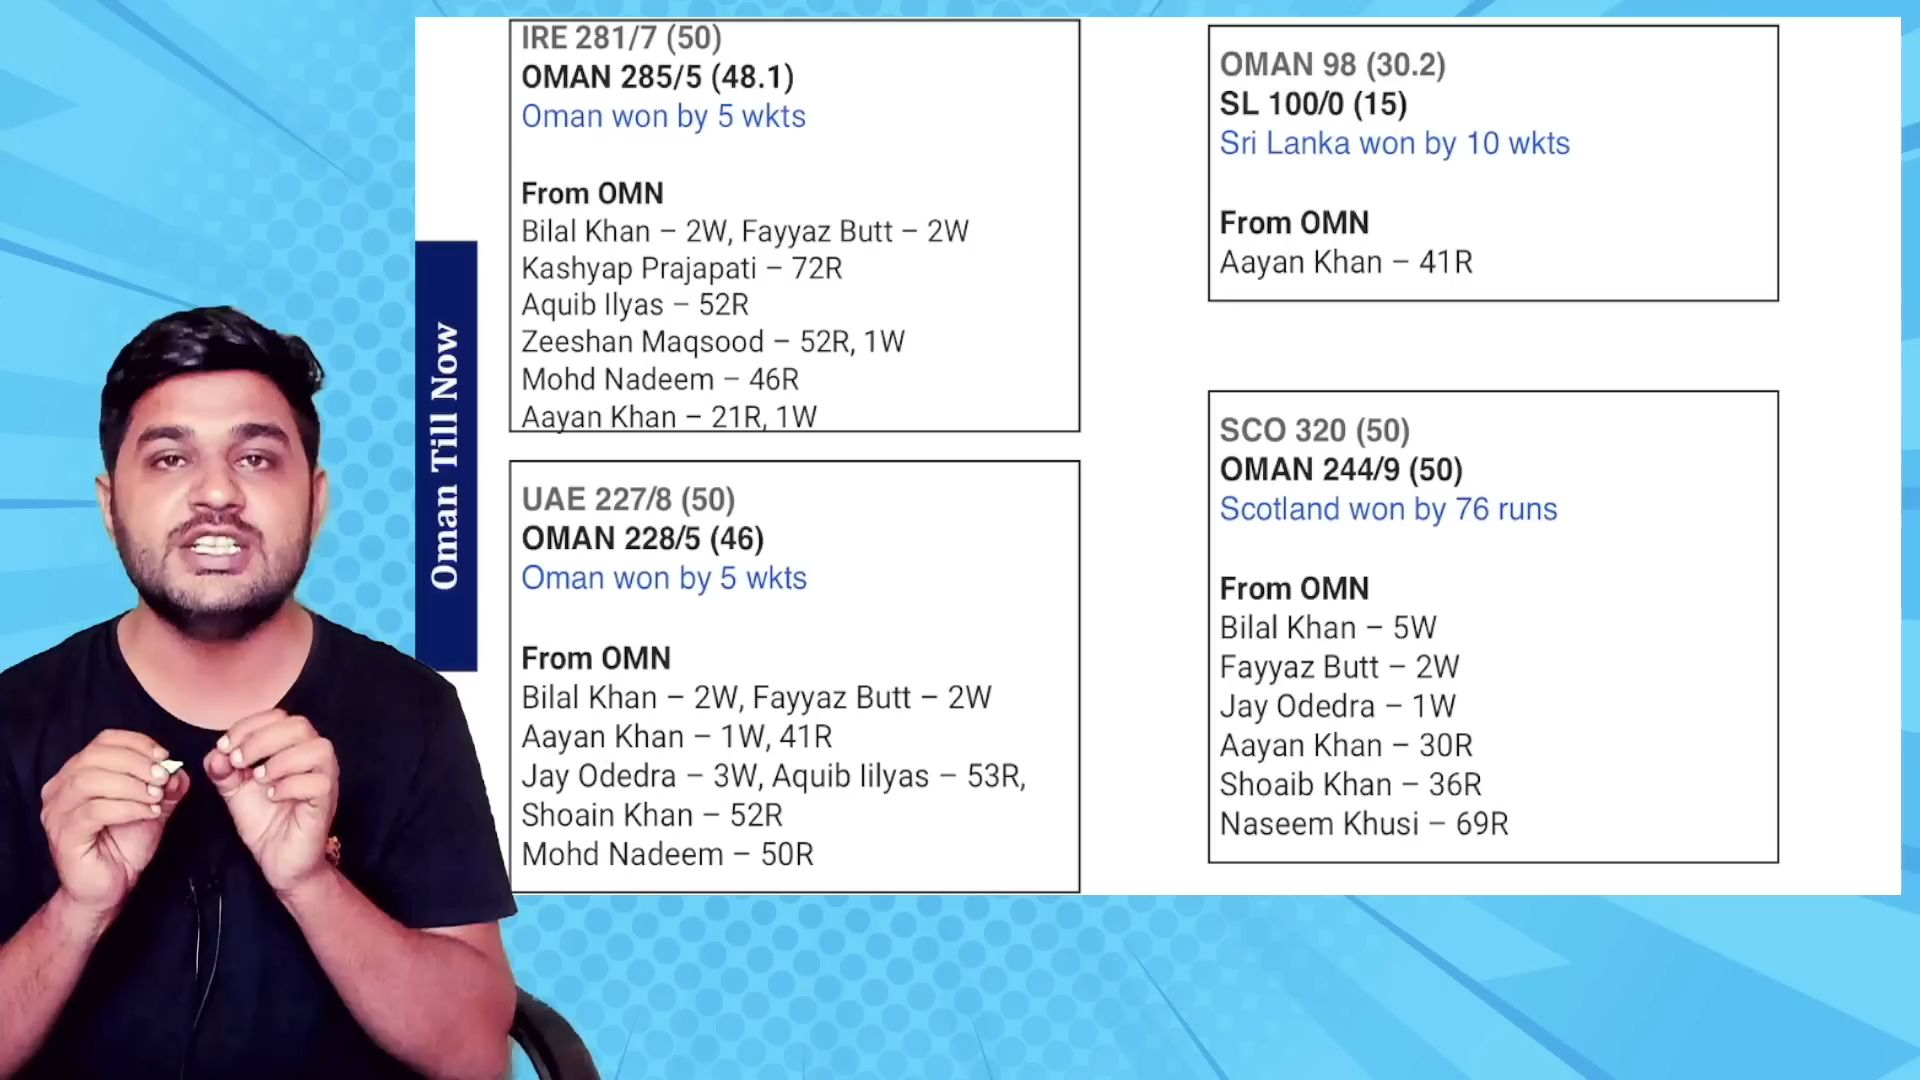 Oman Till Now
IRE 281/7 (50)
OMAN 285/5 (48.1)
Oman won by 5 wkts
From OMN
Bilal Khan – 2W, Fayyaz Butt – 2W
Kashyap Prajapati – 72R
Aquib Ilyas – 52R
Zeeshan Maqsood – 52R, 1W
Mohd Nadeem – 46R
Aayan Khan – 21R, 1W
UAE 227/8 (50)
OMAN 228/5 (46)
Oman won by 5 wkts
From OMN
Bilal Khan – 2W, Fayyaz Butt – 2W
Aayan Khan – 1W, 41R
Jay Odedra – 3W, Aquib Iilyas – 53R,
Shoain Khan – 52R
Mohd Nadeem – 50R
OMAN 98 (30.2)
SL 100/0 (15)
Sri Lanka won by 10 wkts
From OMN
Aayan Khan – 41R
SCO 320 (50)
OMAN 244/9 (50)
Scotland won by 76 runs
From OMN
Bilal Khan – 5W
Fayyaz Butt – 2W
Jay Odedra – 1W
Aayan Khan – 30R
Shoaib Khan – 36R
Naseem Khusi – 69R